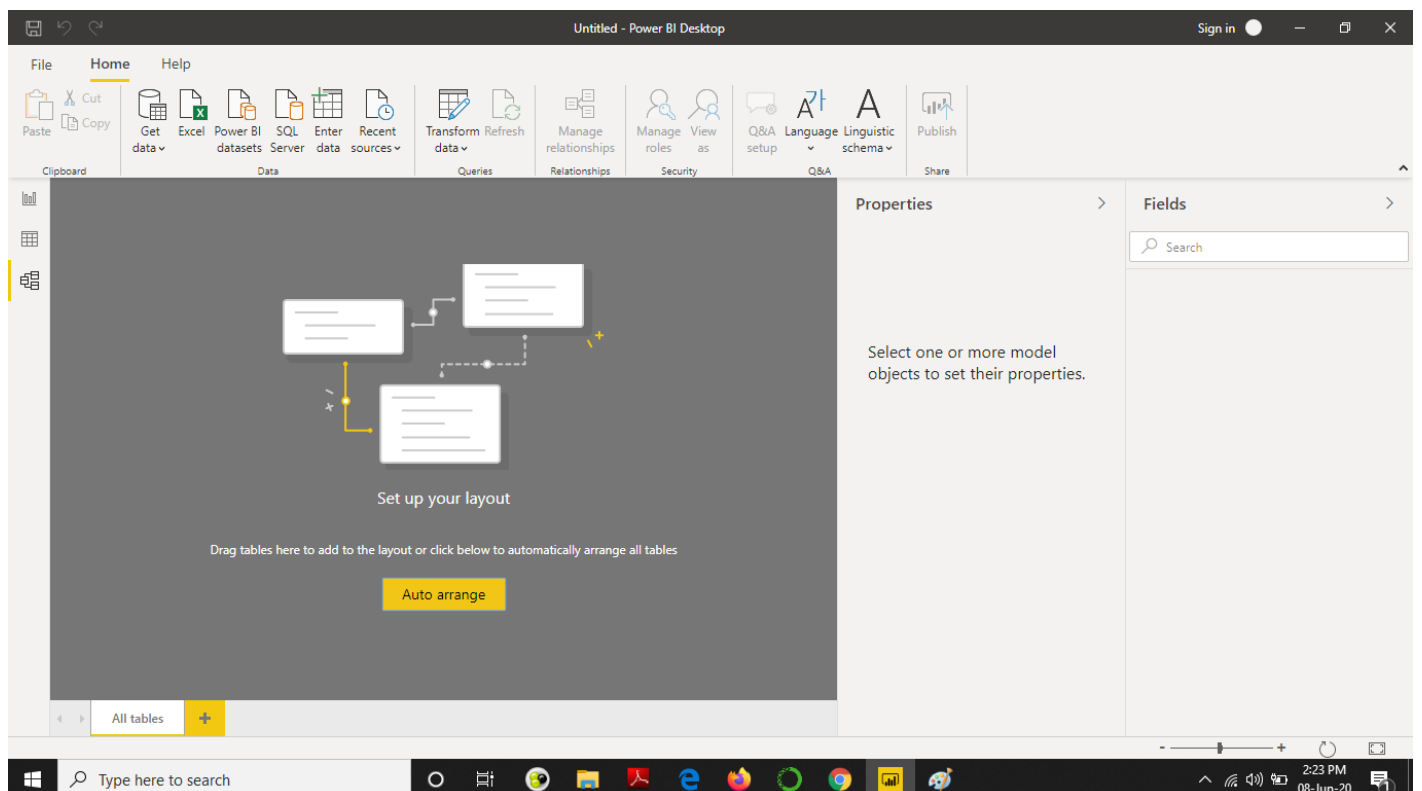 Untitled - Power BI Desktop
Sign in
File Home Help
Paste
Cut
Copy
Get data
Excel
Power BI datasets
SQL Server
Enter data
Recent sources
Transform data
Refresh
Manage relationships
Manage roles
View as
Q&A setup
Language
Linguistic schema
Publish
Clipboard
Data
Queries
Relationships
Security
Q&A
Share
Properties
Fields
Search
Select one or more model
objects to set their properties.
Set up your layout
Drag tables here to add to the layout or click below to automatically arrange all tables
Auto arrange
All tables
Type here to search
2:23 PM
08-Jun-20